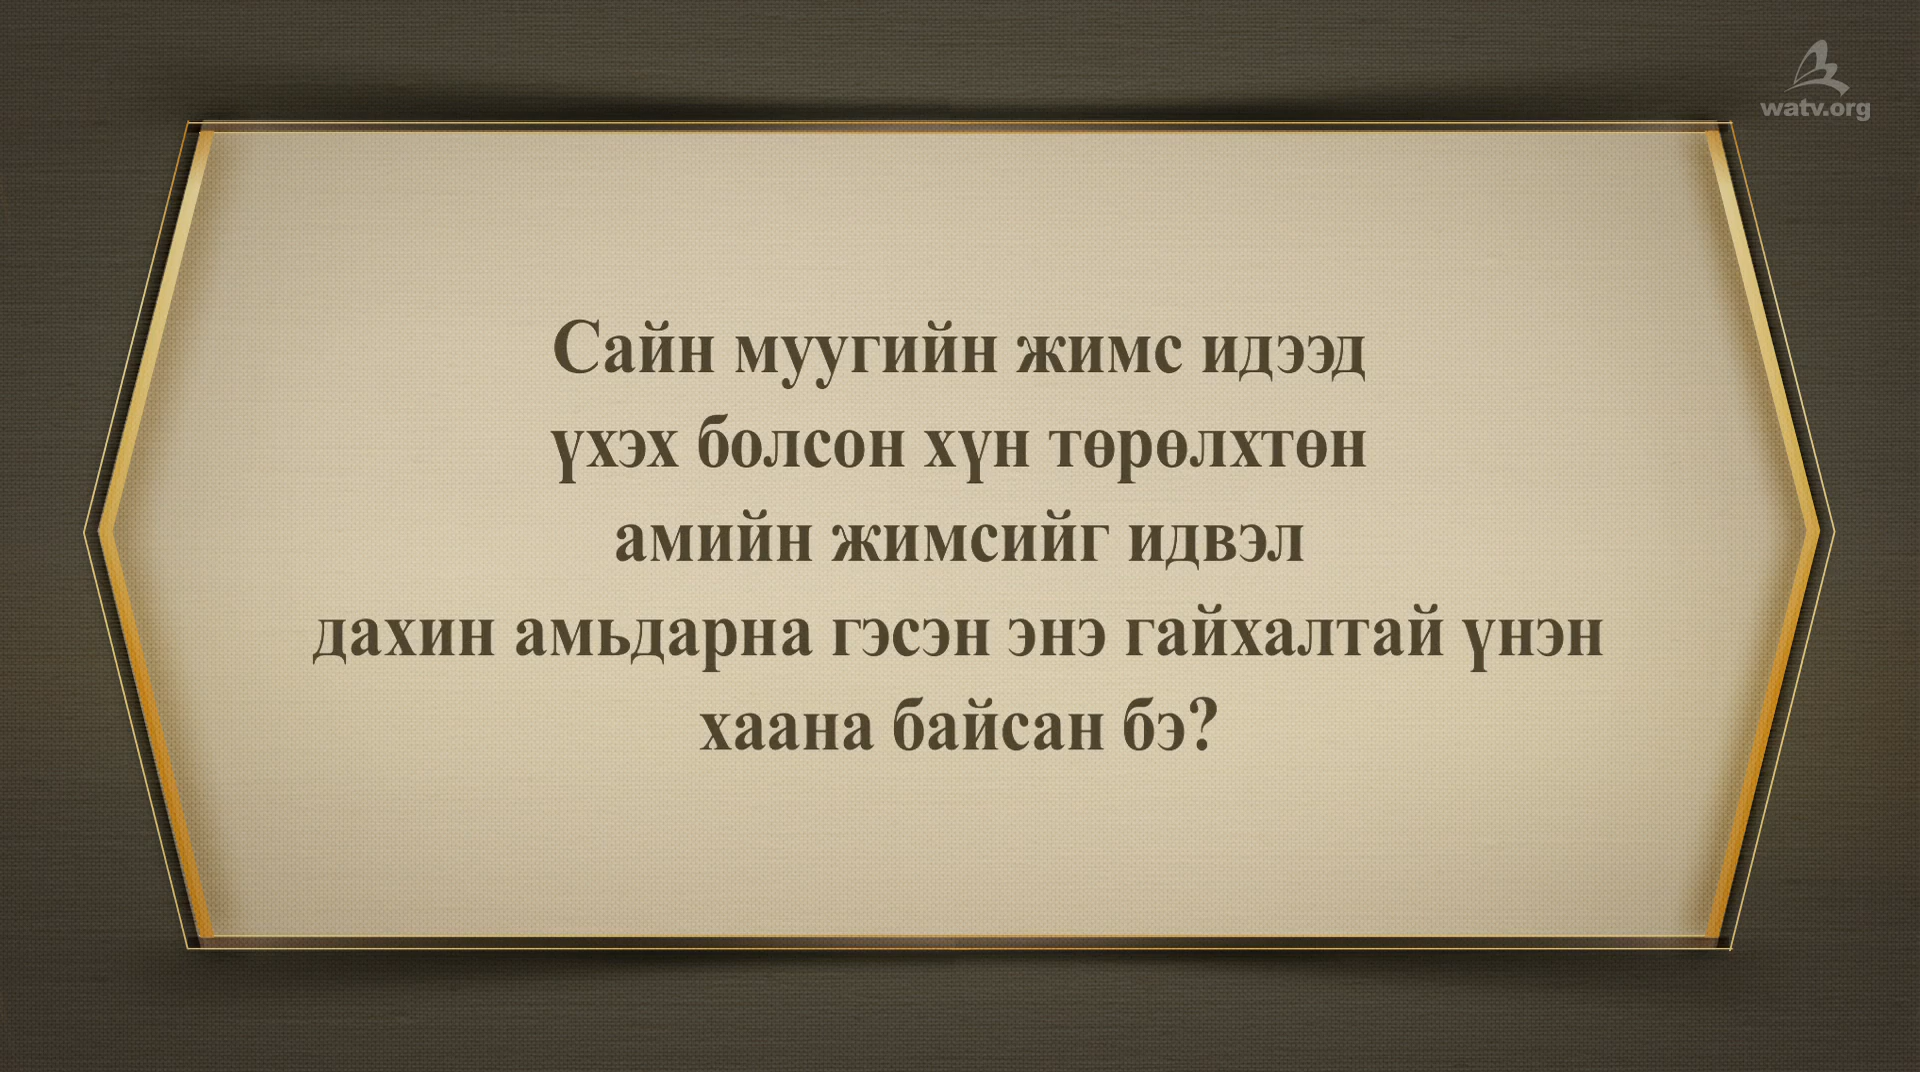 watv.org
Сайн муугийн жимс идээд
үхэх болсон хүн төрөлхтөн
амийн жимсийг идвэл
дахин амьдарна гэсэн энэ гайхалтай үнэн
хаана байсан бэ?